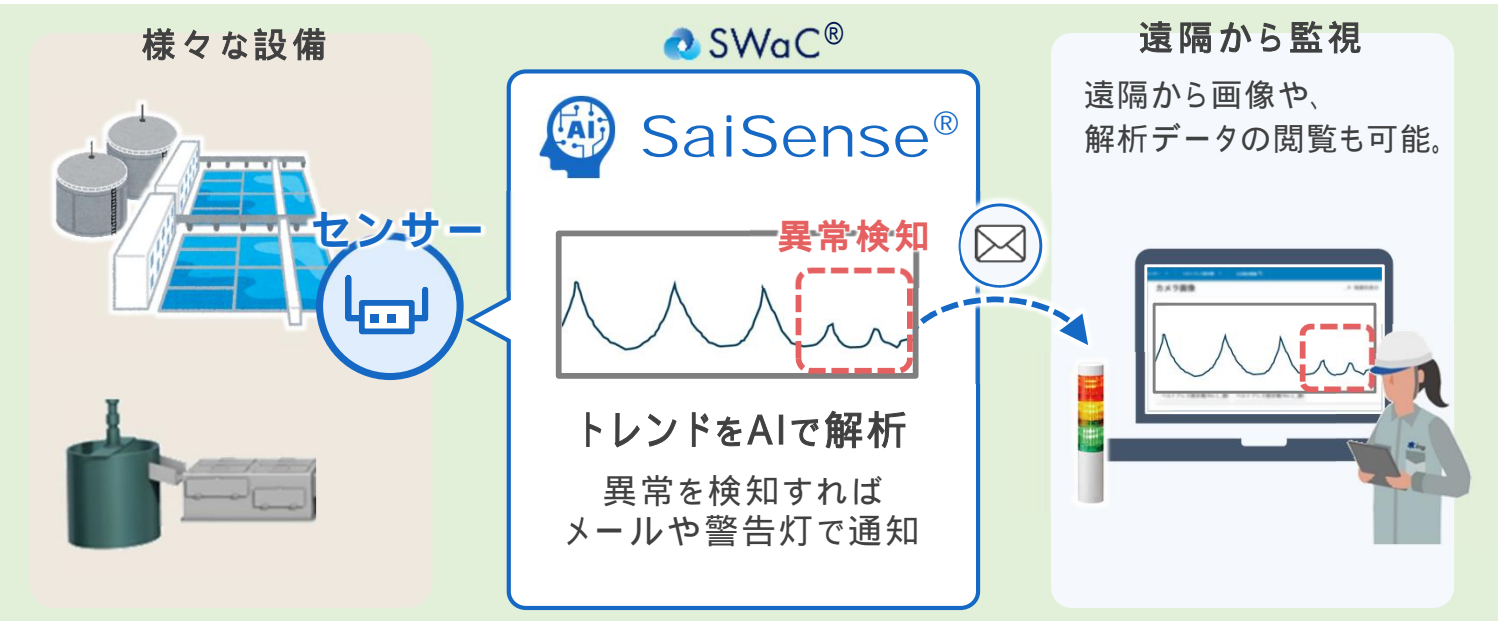 様々な設備
センサー
SWaC®
AI
SaiSense®
異常検知
トレンドをAIで解析
異常を検知すれば
メールや警告灯で通知
遠隔から監視
遠隔から画像や、
解析データの閲覧も可能。
カメラ画像